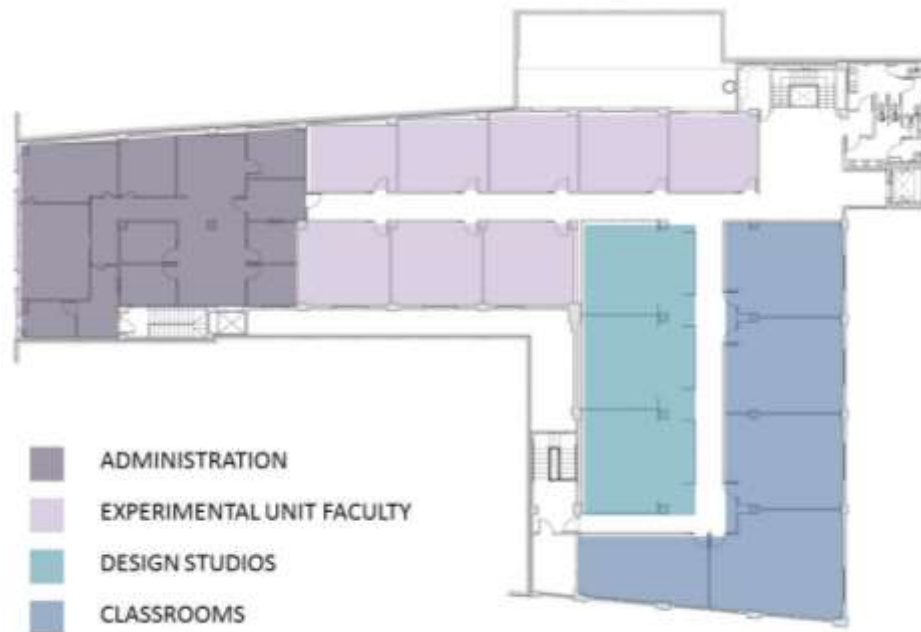 ADMINISTRATION
EXPERIMENTAL UNIT FACULTY
DESIGN STUDIOS
CLASSROOMS